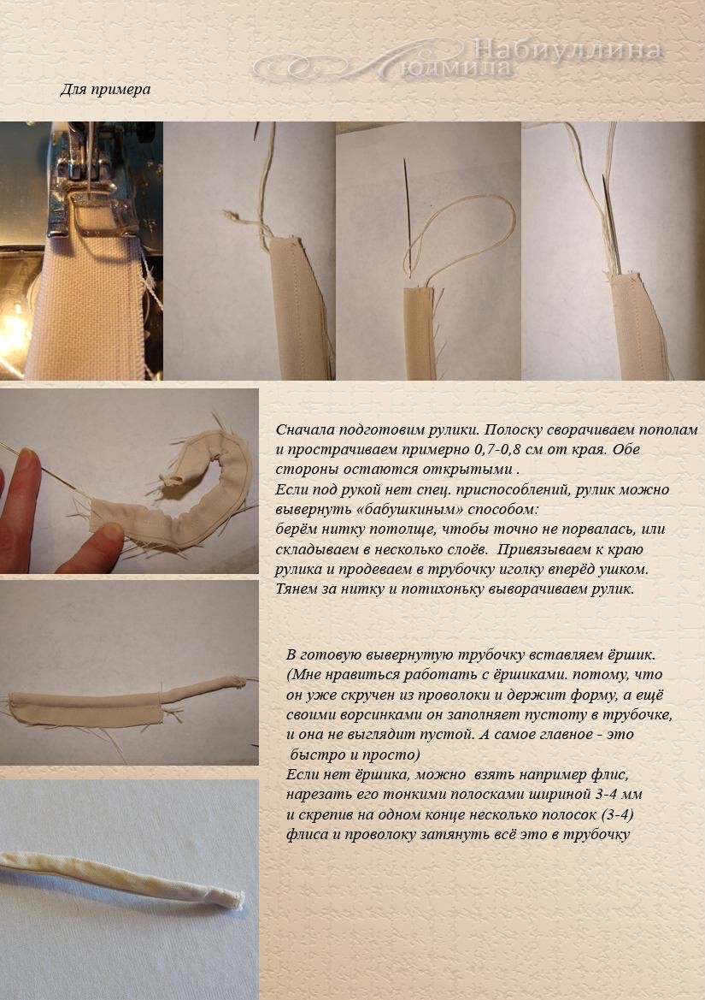 Набиуллина
Людмила
Для примера
Сначала подготовим рулики. Полоску сворачиваем пополам
и прострачиваем примерно 0,7-0,8 см от края. Обе
стороны остаются открытыми .
Если под рукой нет спец. приспособлений, рулик можно
вывернуть «бабушкиным» способом:
берём нитку потолще, чтобы точно не порвалась, или
складываем в несколько слоёв. Привязываем к краю
рулика и продеваем в трубочку иголку вперёд ушком.
Тянем за нитку и потихоньку выворачиваем рулик.
В готовую вывернутую трубочку вставляем ёршик.
(Мне нравиться работать с ёршиками. потому, что
он уже скручен из проволоки и держит форму, а ещё
своими ворсинками он заполняет пустоту в трубочке,
и она не выглядит пустой. А самое главное - это
быстро и просто)
Если нет ёршика, можно взять например флис,
нарезать его тонкими полосками шириной 3-4 мм
и скрепив на одном конце несколько полосок (3-4)
флиса и проволоку затянуть всё это в трубочку